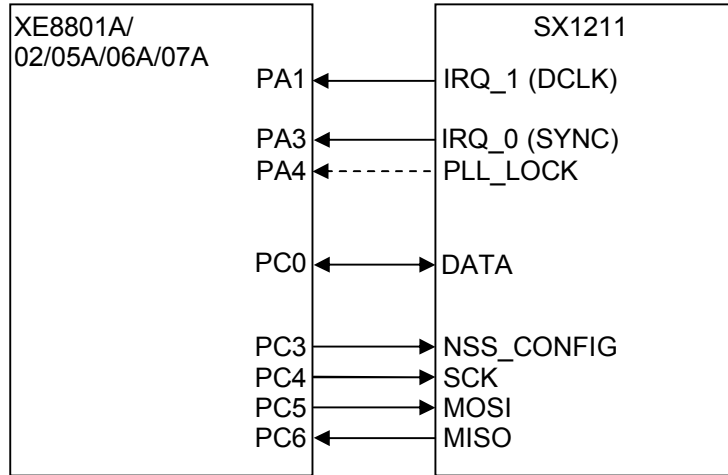 XE8801A/
02/05A/06A/07A
SX1211
PA1 IRQ_1 (DCLK)
PA3 IRQ_0 (SYNC)
PA4 PLL_LOCK
PC0 DATA
PC3 NSS_CONFIG
PC4 SCK
PC5 MOSI
PC6 MISO